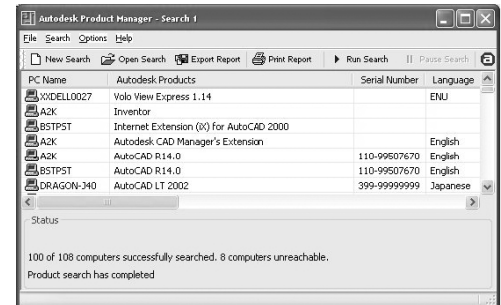 Autodesk Product Manager - Search 1
File Search Options Help
New Search Open Search Export Report Print Report Run Search Pause Search
PC Name Autodesk Products Serial Number Language
XXDELL0027 Volo View Express 1.14 ENU
A2K Inventor
BSTPST Internet Extension (iX) for AutoCAD 2000
A2K Autodesk CAD Manager's Extension English
A2K AutoCAD R14.0 110-99507670 English
BSTPST AutoCAD R14.0 110-99507670 English
DRAGON-J40 AutoCAD LT 2002 399-99999999 Japanese
Status
100 of 108 computers successfully searched. 8 computers unreachable.
Product search has completed